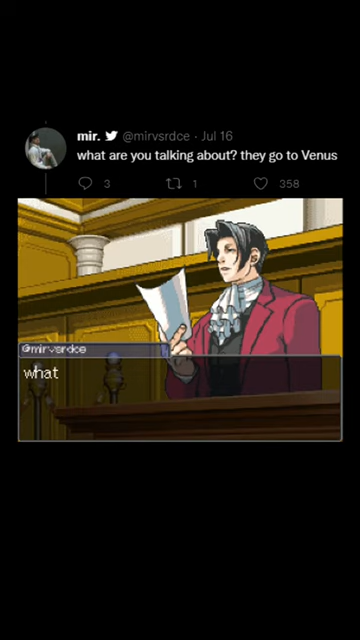 mir. @mirvsrdce · Jul 16
what are you talking about? they go to Venus
3 1 358
@mirvsrdce
what